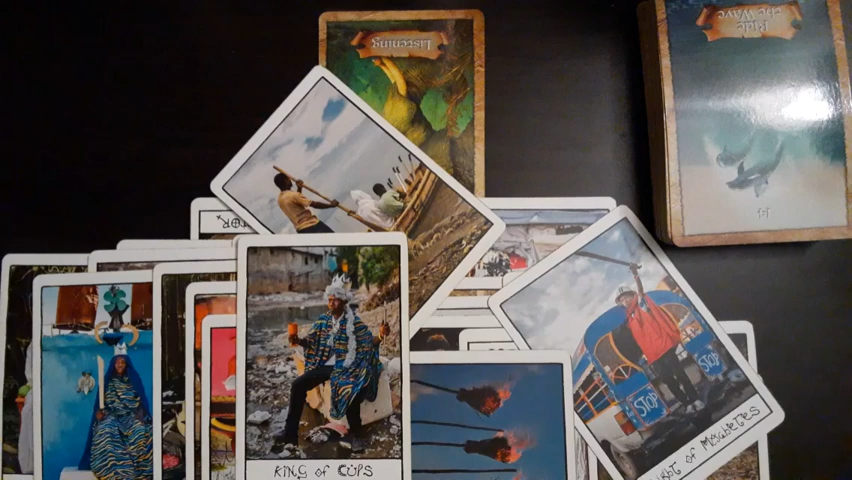 Listening
Ride
the Wave
STOP
STOP
KING of CUPS
of MACHETES